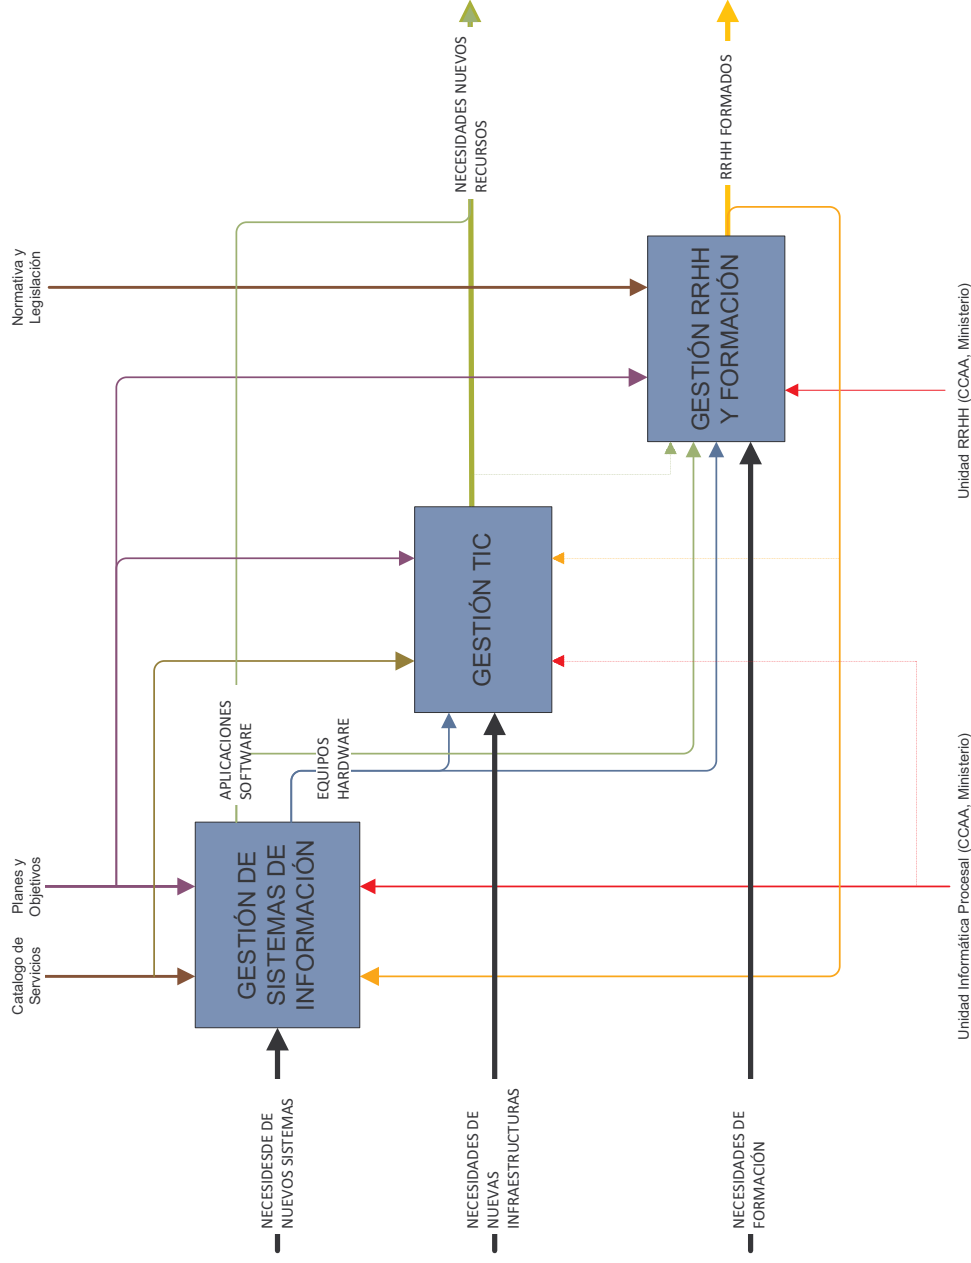 Catalogo de
Servicios
Planes y
Objetivos
Normativa y
Legislación
NECESIDESDE DE
NUEVOS SISTEMAS
GESTIÓN DE
SISTEMAS DE
INFORMACIÓN
APLICACIONES
SOFTWARE
EQUIPOS
HARDWARE
NECESIDADES DE
NUEVAS
INFRAESTRUCTURAS
GESTIÓN TIC
NECESIDADES NUEVOS
RECURSOS
NECESIDADES DE
FORMACIÓN
GESTIÓN RRHH
Y FORMACIÓN
RRHH FORMADOS
Unidad Informática Procesal (CCAA, Ministerio)
Unidad RRHH (CCAA, Ministerio)